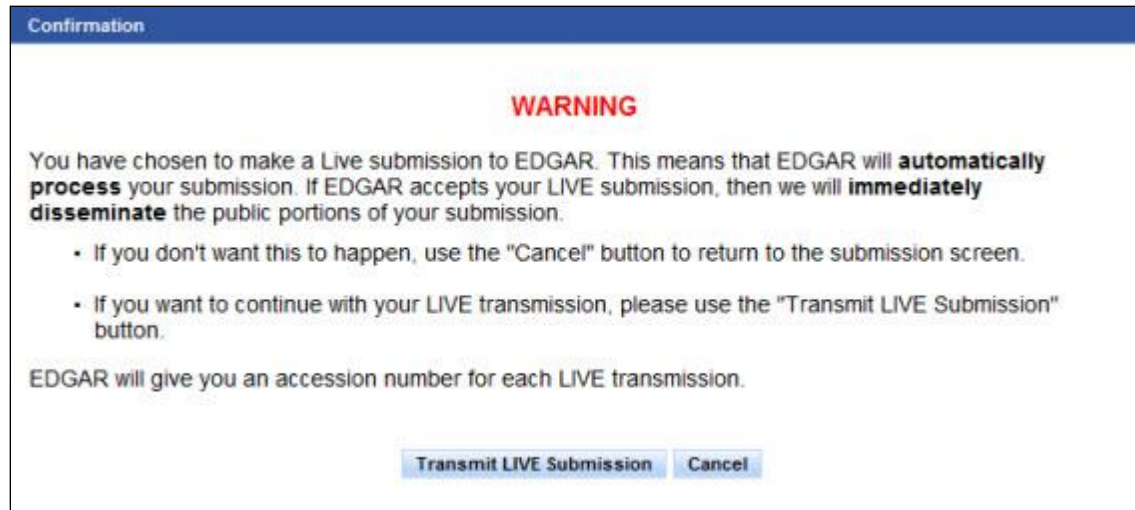 Confirmation
WARNING
You have chosen to make a Live submission to EDGAR. This means that EDGAR will automatically
process your submission. If EDGAR accepts your LIVE submission, then we will immediately
disseminate the public portions of your submission.
• If you don't want this to happen, use the "Cancel" button to return to the submission screen.
• If you want to continue with your LIVE transmission, please use the "Transmit LIVE Submission"
button.
EDGAR will give you an accession number for each LIVE transmission.
Transmit LIVE Submission Cancel